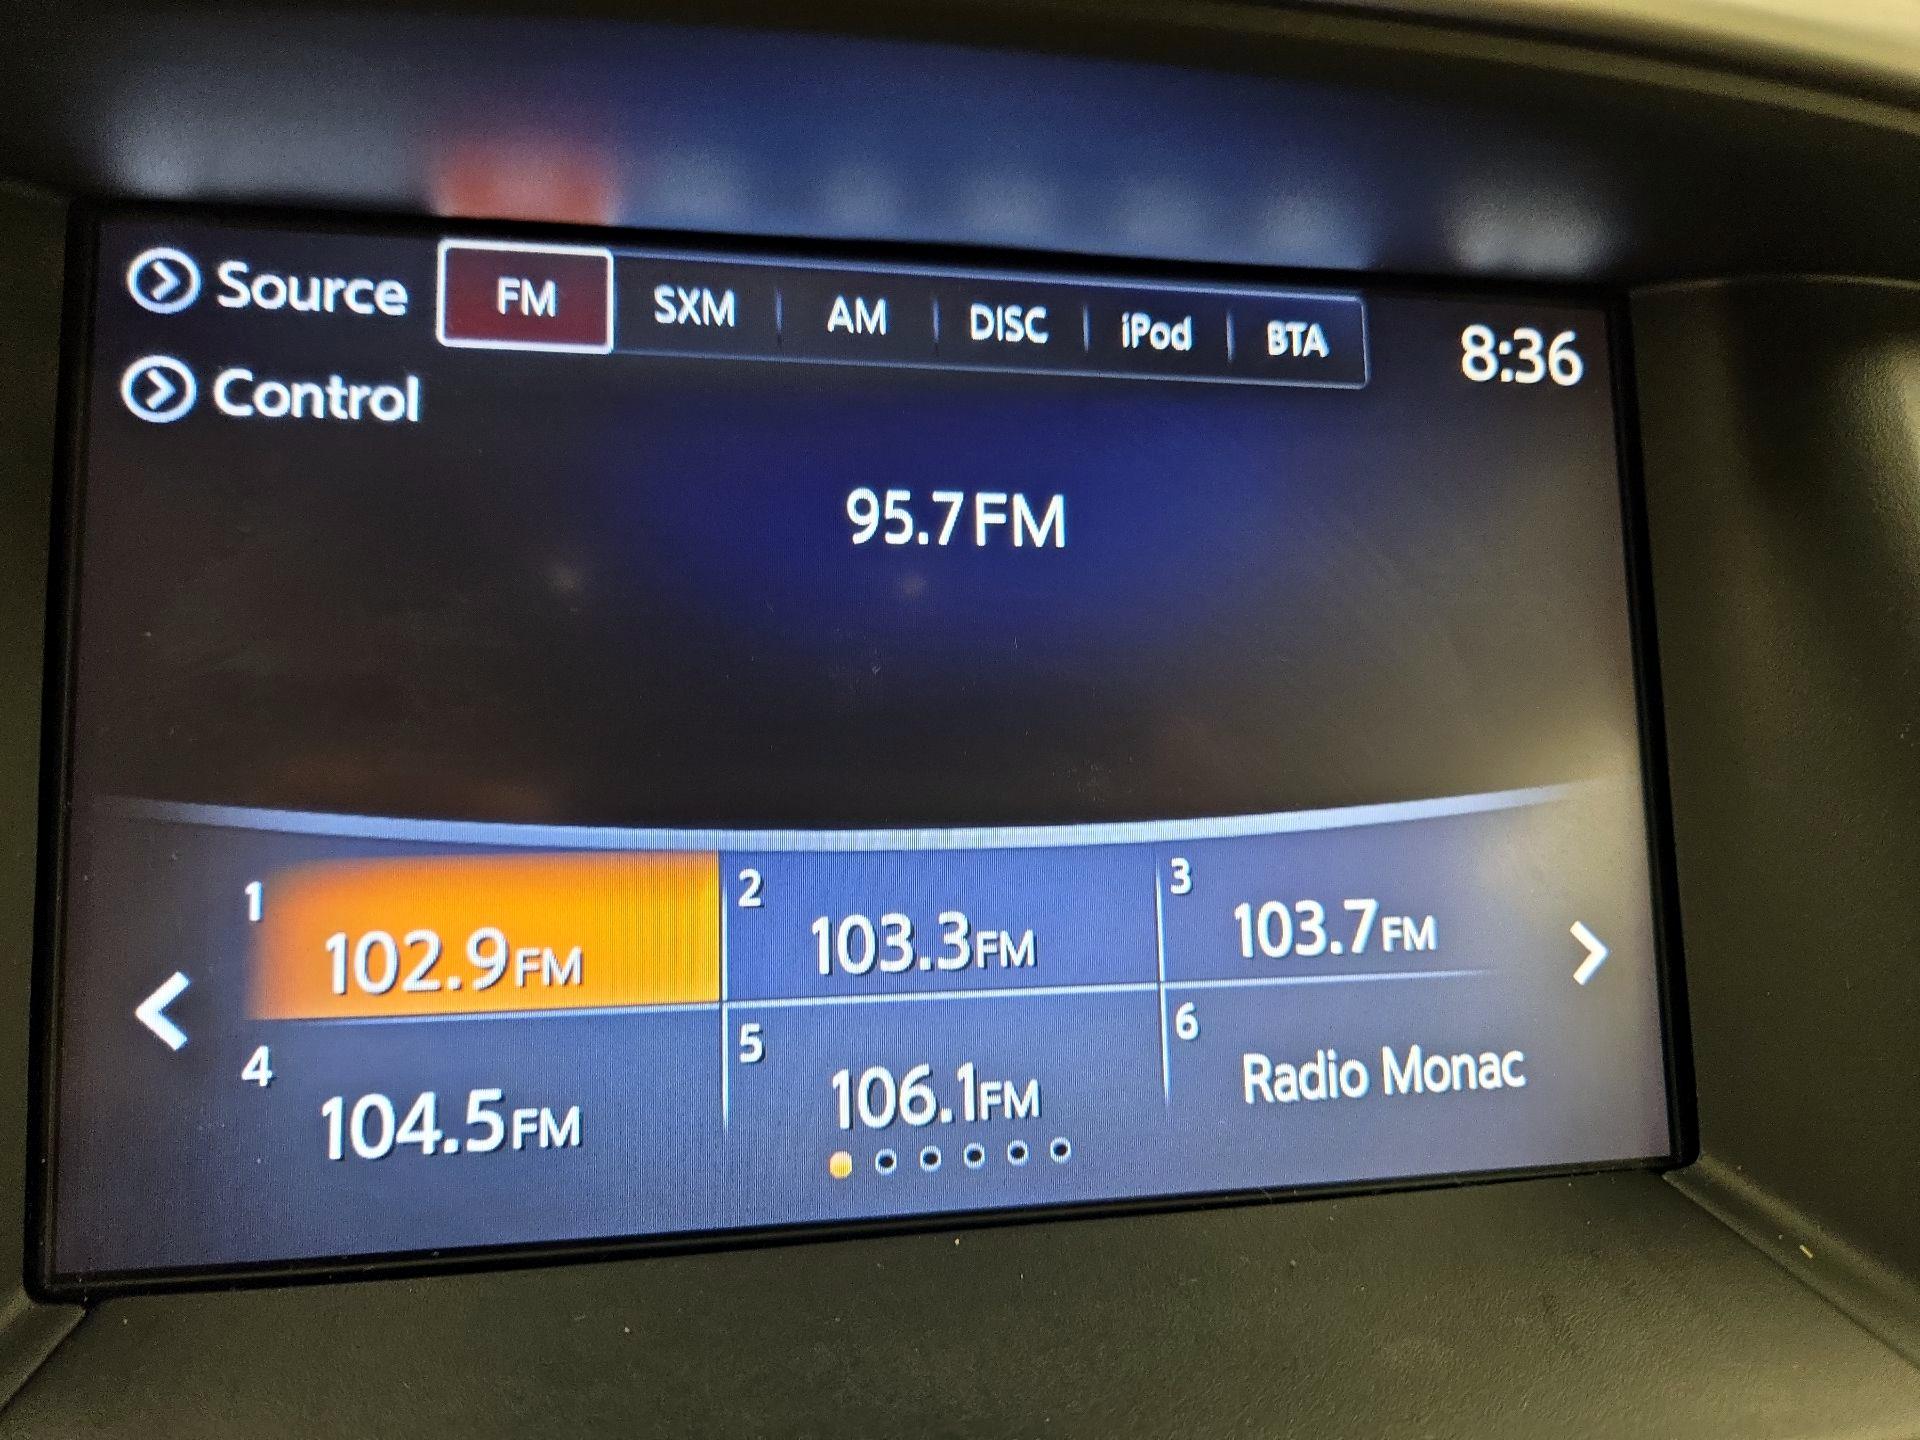 Source FM SXM AM DISC iPod BTA 8:36
Control
95.7FM
1 102.9FM 2 103.3FM 3 103.7FM
4 104.5FM 5 106.1FM 6 Radio Monac